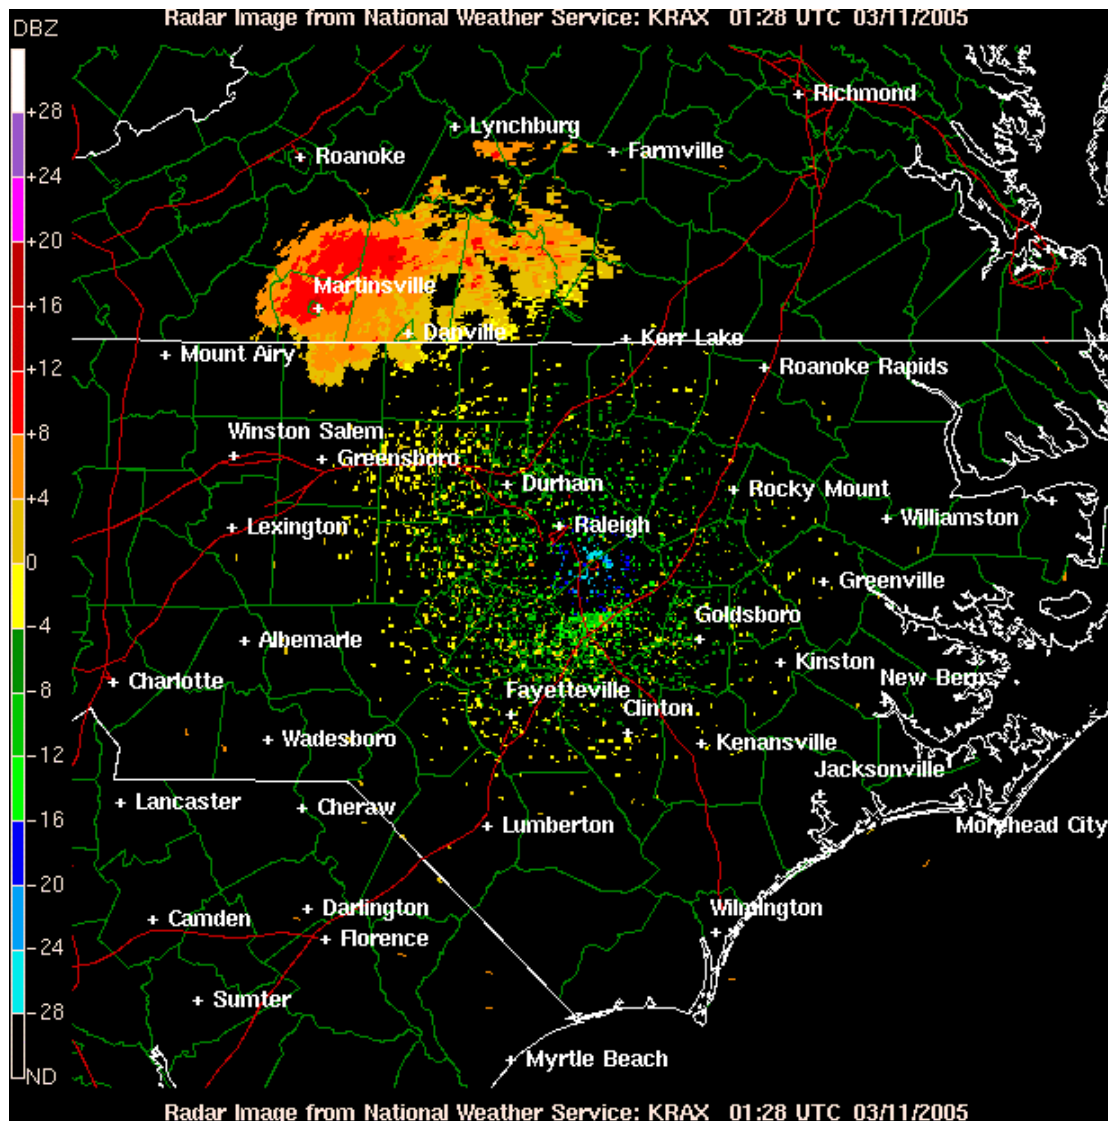 Radar Image from National Weather Service: KRAX 01:28 UTC 03/11/2005
DBZ
+28
+24
+20
+16
+12
+8
+4
0
-4
-8
-12
-16
-20
-24
-28
ND
Richmond
Lynchburg
Roanoke
Farmville
Martinsville
Danville
Kerr Lake
Mount Airy
Roanoke Rapids
Winston Salem
Greensboro
Durham
Rocky Mount
Lexington
Raleigh
Williamston
Greenville
Goldsboro
Albemarle
Kinston
Charlotte
Fayetteville
New Bern
Clinton
Wadesboro
Kenansville
Jacksonville
Lancaster
Cheraw
Lumberton
Morehead City
Darlington
Wilmington
Camden
Florence
Sumter
Myrtle Beach
Radar Image from National Weather Service: KRAX 01:28 UTC 03/11/2005